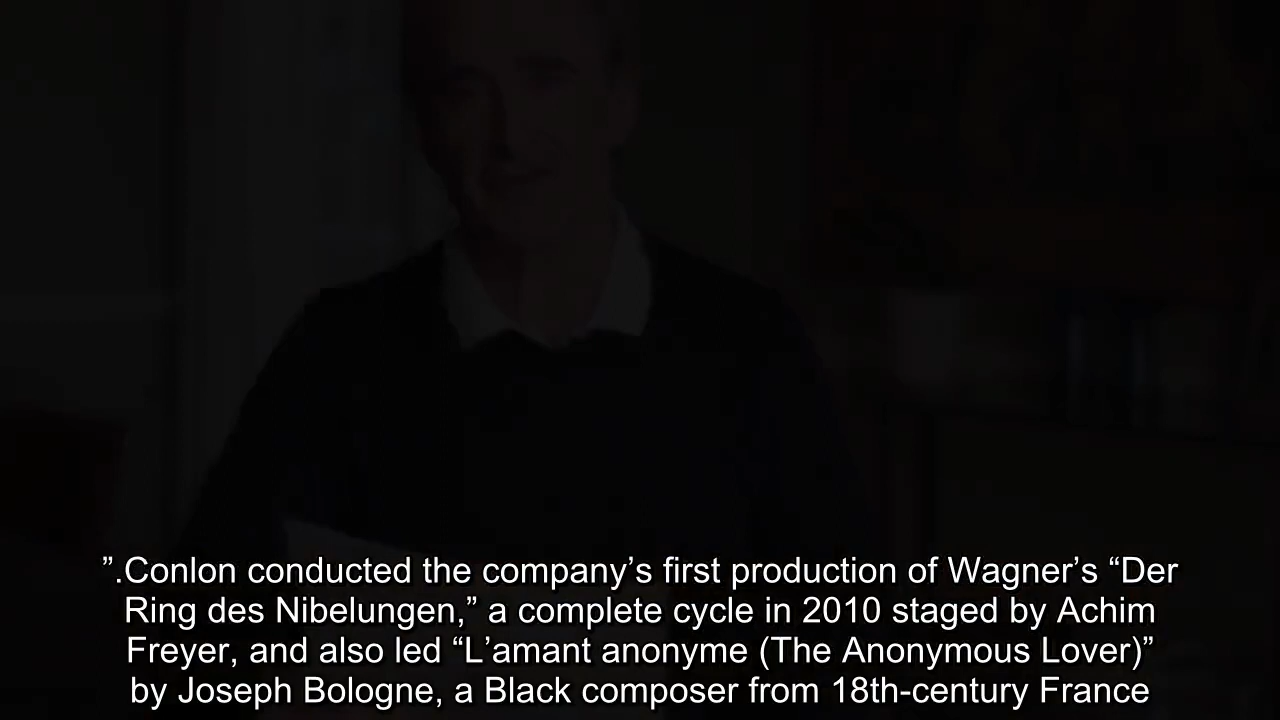 ”.Conlon conducted the company’s first production of Wagner’s “Der
Ring des Nibelungen,” a complete cycle in 2010 staged by Achim
Freyer, and also led “L’amant anonyme (The Anonymous Lover)”
by Joseph Bologne, a Black composer from 18th-century France